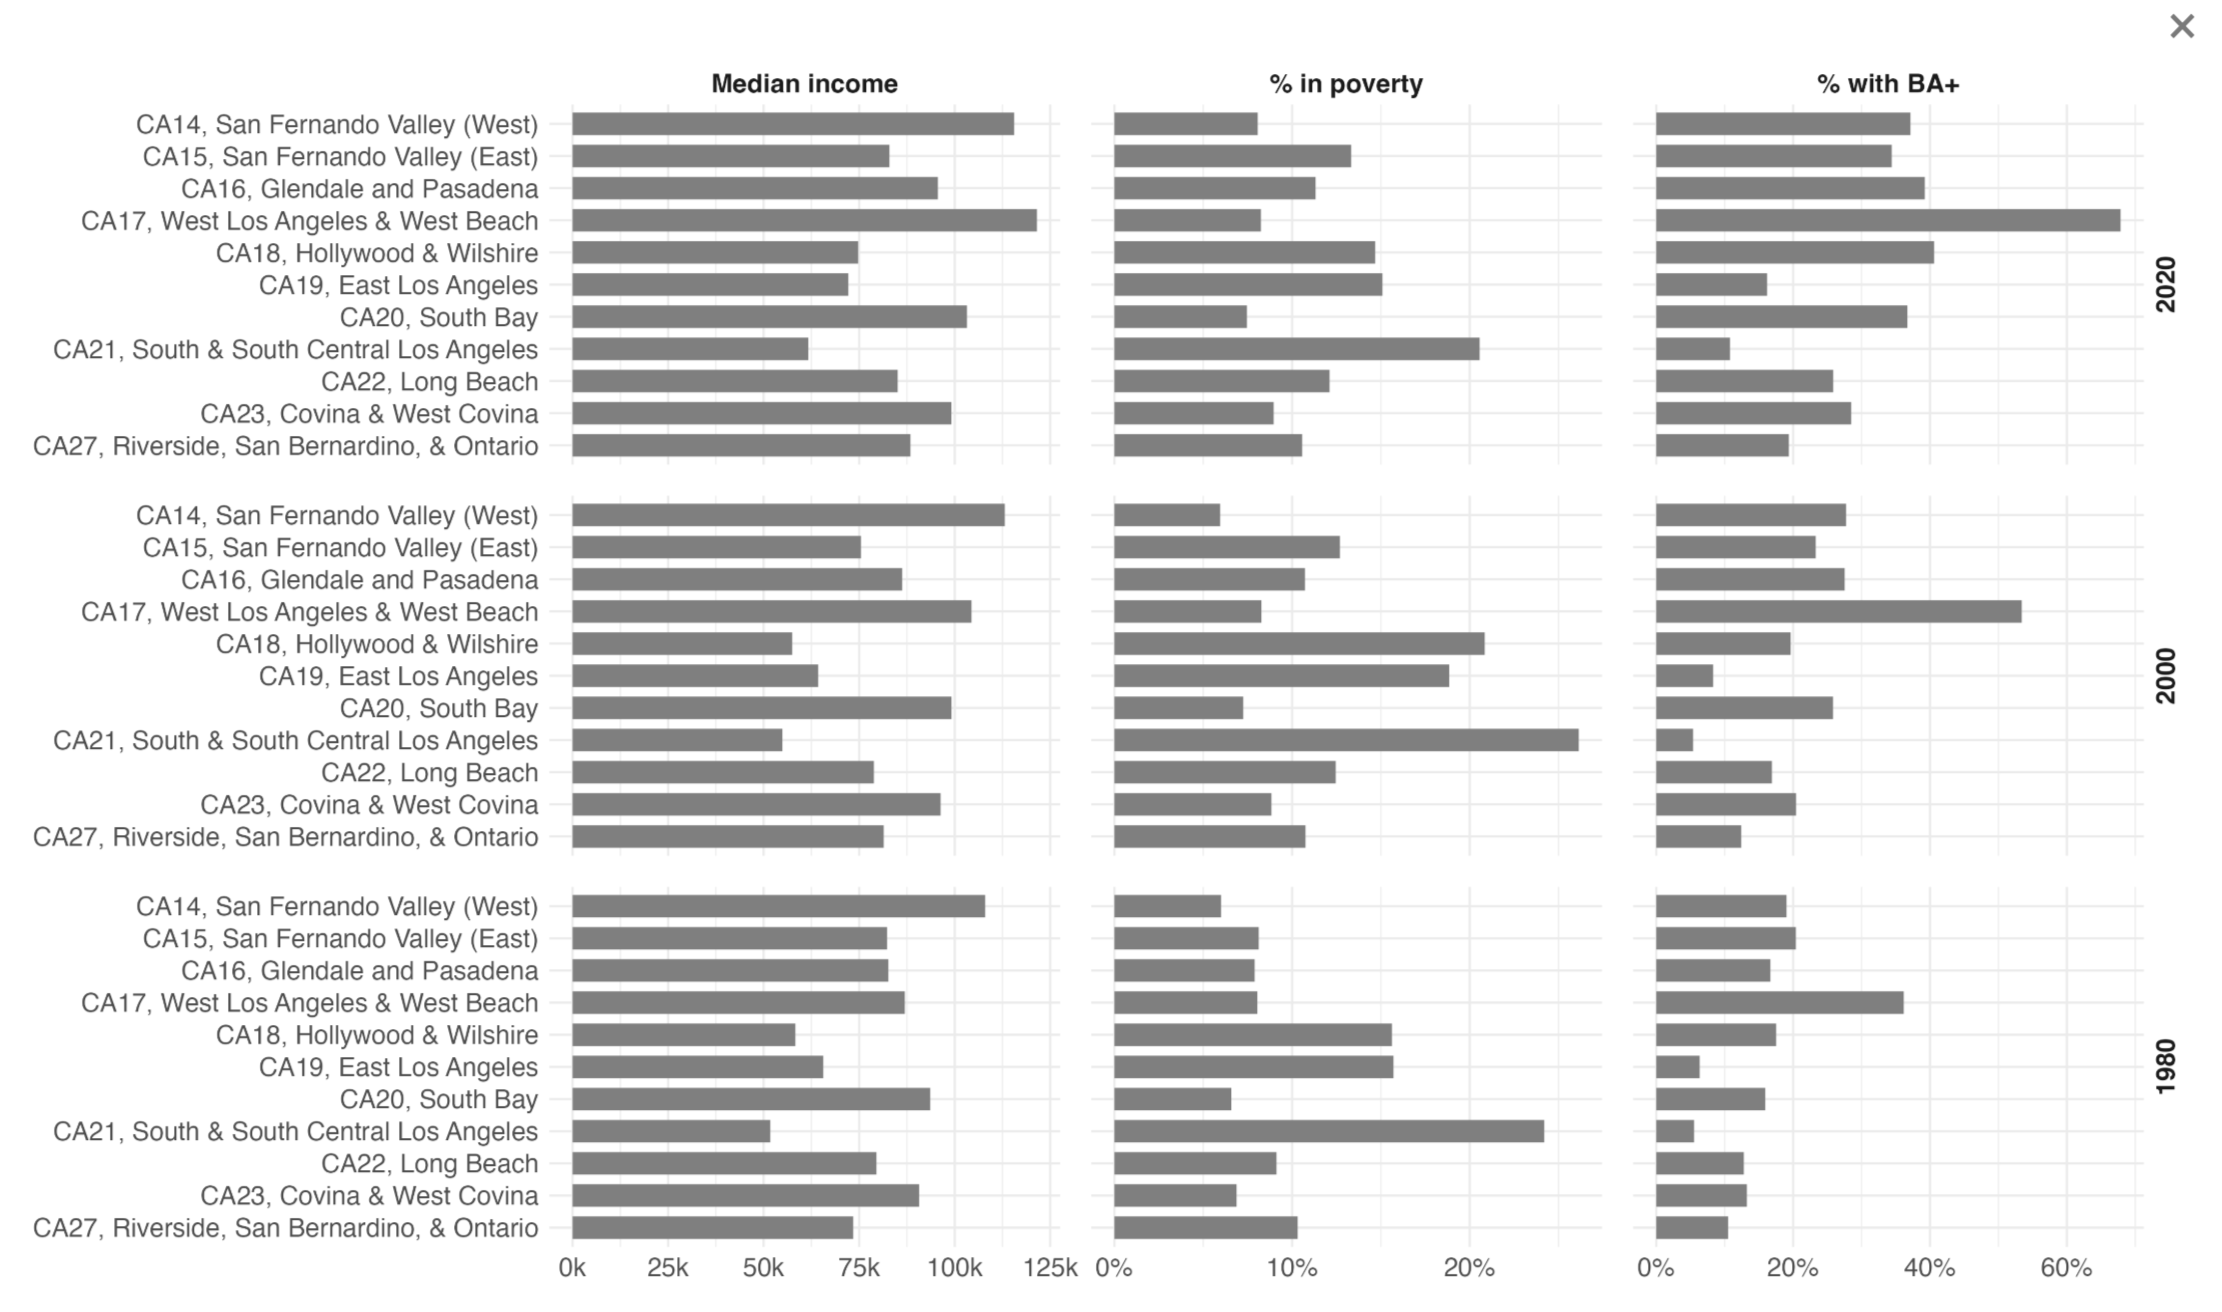 Median income % in poverty % with BA+
CA14, San Fernando Valley (West)
CA15, San Fernando Valley (East)
CA16, Glendale and Pasadena
CA17, West Los Angeles & West Beach
CA18, Hollywood & Wilshire
CA19, East Los Angeles
CA20, South Bay
CA21, South & South Central Los Angeles
CA22, Long Beach
CA23, Covina & West Covina
CA27, Riverside, San Bernardino, & Ontario
2020
CA14, San Fernando Valley (West)
CA15, San Fernando Valley (East)
CA16, Glendale and Pasadena
CA17, West Los Angeles & West Beach
CA18, Hollywood & Wilshire
CA19, East Los Angeles
CA20, South Bay
CA21, South & South Central Los Angeles
CA22, Long Beach
CA23, Covina & West Covina
CA27, Riverside, San Bernardino, & Ontario
2000
CA14, San Fernando Valley (West)
CA15, San Fernando Valley (East)
CA16, Glendale and Pasadena
CA17, West Los Angeles & West Beach
CA18, Hollywood & Wilshire
CA19, East Los Angeles
CA20, South Bay
CA21, South & South Central Los Angeles
CA22, Long Beach
CA23, Covina & West Covina
CA27, Riverside, San Bernardino, & Ontario
1980
0k 25k 50k 75k 100k 125k 0% 10% 20% 0% 20% 40% 60%